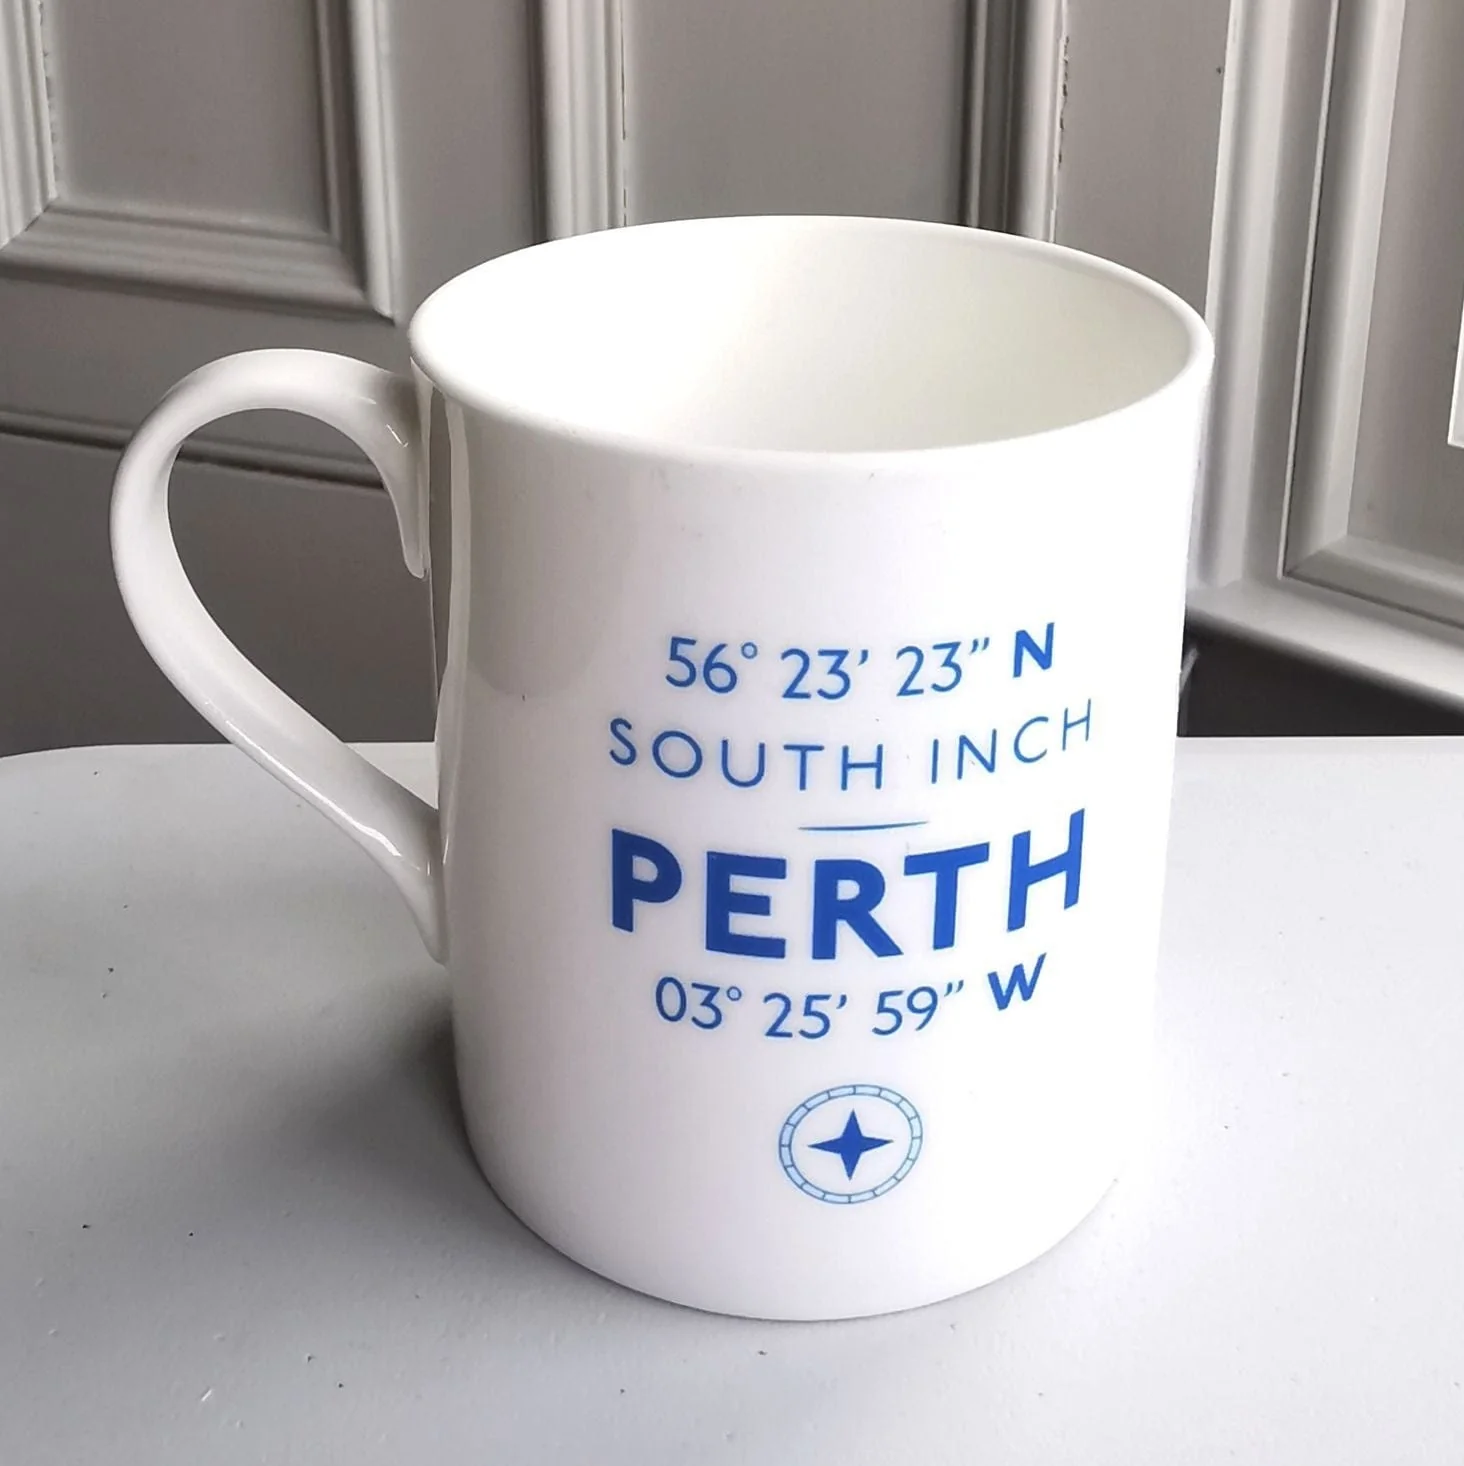 56° 23’ 23” N
SOUTH INCH
PERTH
03° 25’ 59” W